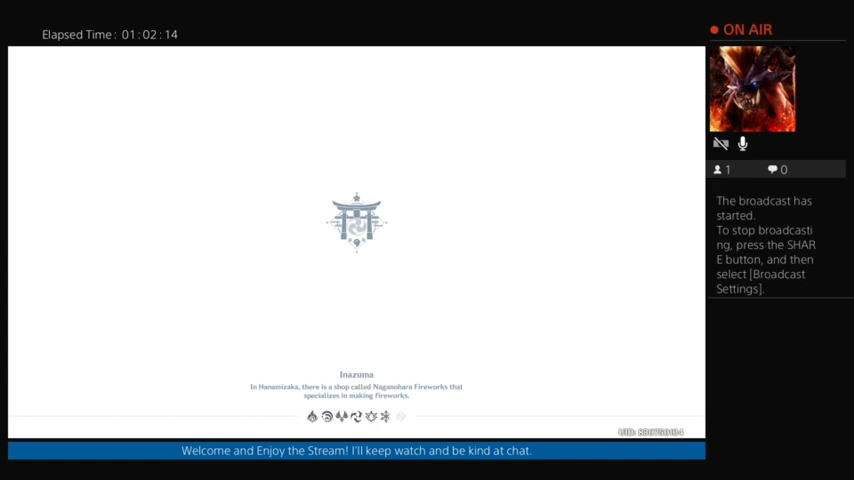 Elapsed Time: 01:02:14
ON AIR
1
0
The broadcast has
started.
To stop broadcasti
ng, press the SHAR
E button, and then
select [Broadcast
Settings].
Inazuma
In Hanamizaka, there is a shop called Naganohara Fireworks that
specializes in making fireworks.
UID:
Welcome and Enjoy the Stream! I'll keep watch and be kind at chat.